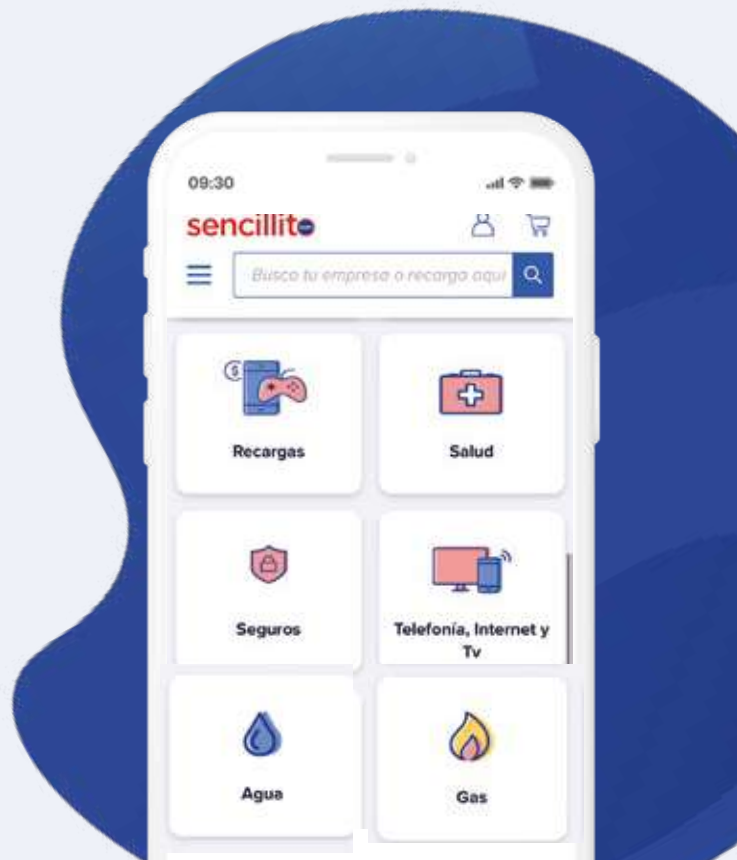 09:30
sencillito
Busca tu empresa o recarga aquí
Recargas
Salud
$
Seguros
Telefonía, Internet y
Tv
Agua
Gas